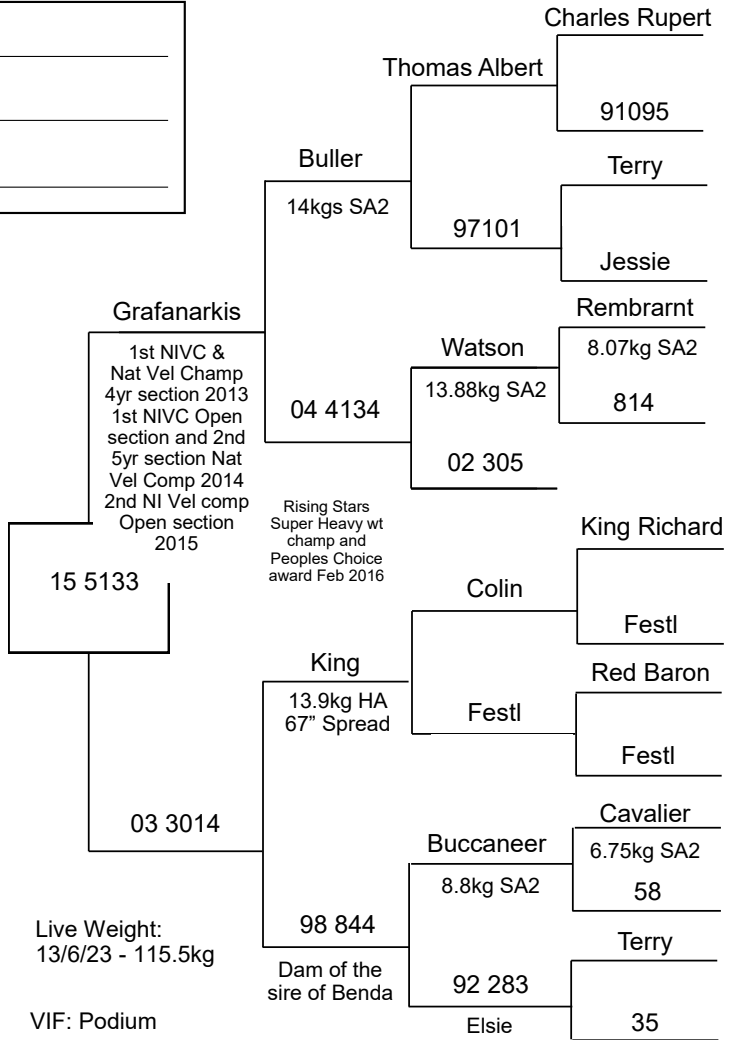 Charles Rupert
Thomas Albert
91095
Buller
Terry
14kgs SA2
97101
Jessie
Grafanarkis
Rembrarnt
1st NIVC &
Nat Vel Champ
4yr section 2013
1st NIVC Open
section and 2nd
5yr section Nat
Vel Comp 2014
2nd NI Vel comp
Open section
2015
Watson
8.07kg SA2
13.88kg SA2
04 4134
814
02 305
Rising Stars
Super Heavy wt
champ and
Peoples Choice
award Feb 2016
King Richard
15 5133
Colin
Festl
King
Red Baron
13.9kg HA
67” Spread
Festl
Festl
03 3014
Cavalier
Buccaneer
6.75kg SA2
8.8kg SA2
58
98 844
Live Weight:
13/6/23 - 115.5kg
Terry
Dam of the
sire of Benda
92 283
VIF: Podium
Elsie
35